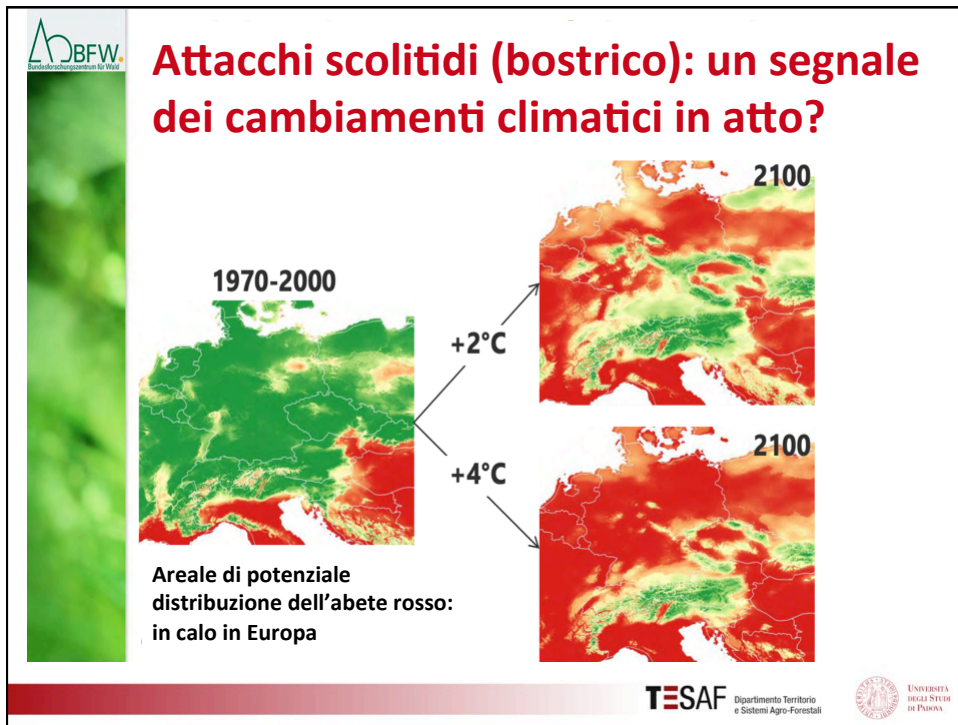 BFW.
Bundesforschungszentrum für Wald
Attacchi scolitidi (bostrico): un segnale
dei cambiamenti climatici in atto?
1970-2000
+2°C
2100
+4°C
2100
Areale di potenziale
distribuzione dell’abete rosso:
in calo in Europa
TESAF Dipartimento Territorio
e Sistemi Agro-Forestali
UNIVERSITÀ
DEGLI STUDI
DI PADOVA